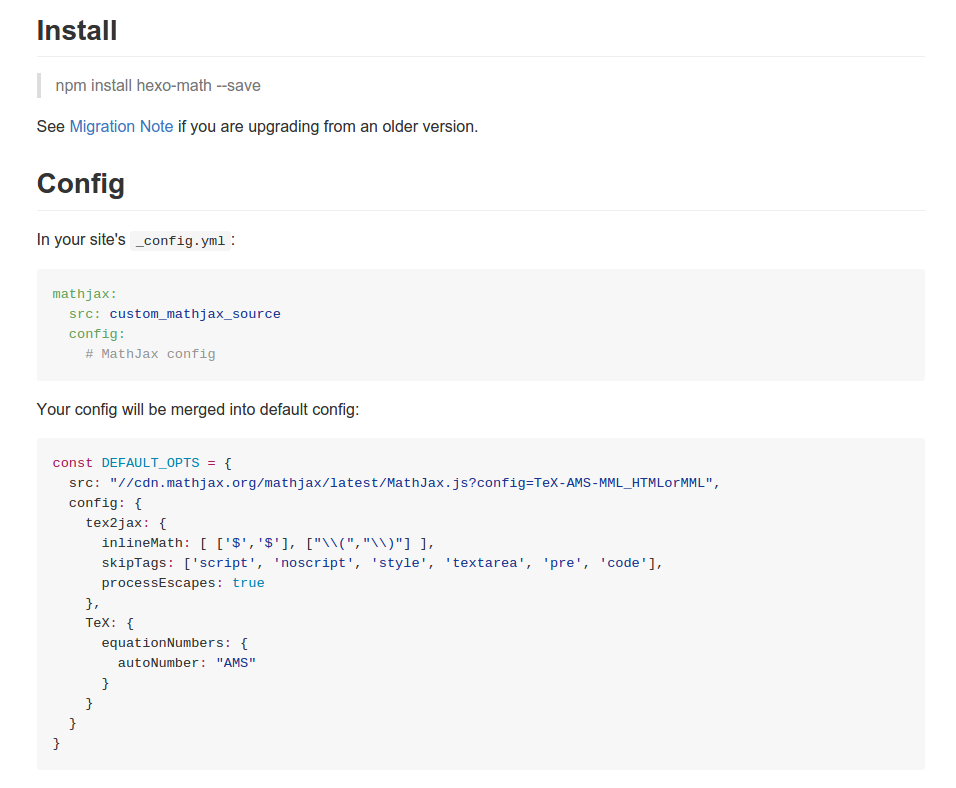 Install
npm install hexo-math --save
See Migration Note if you are upgrading from an older version.
Config
In your site's _config.yml :
mathjax:
  src: custom_mathjax_source
  config:
    # MathJax config
Your config will be merged into default config:
const DEFAULT_OPTS = {
  src: "//cdn.mathjax.org/mathjax/latest/MathJax.js?config=TeX-AMS-MML_HTMLorMML",
  config: {
    tex2jax: {
      inlineMath: [ ['$','$'], ["\\(","\\)"] ],
      skipTags: ['script', 'noscript', 'style', 'textarea', 'pre', 'code'],
      processEscapes: true
    },
    TeX: {
      equationNumbers: {
        autoNumber: "AMS"
      }
    }
  }
}